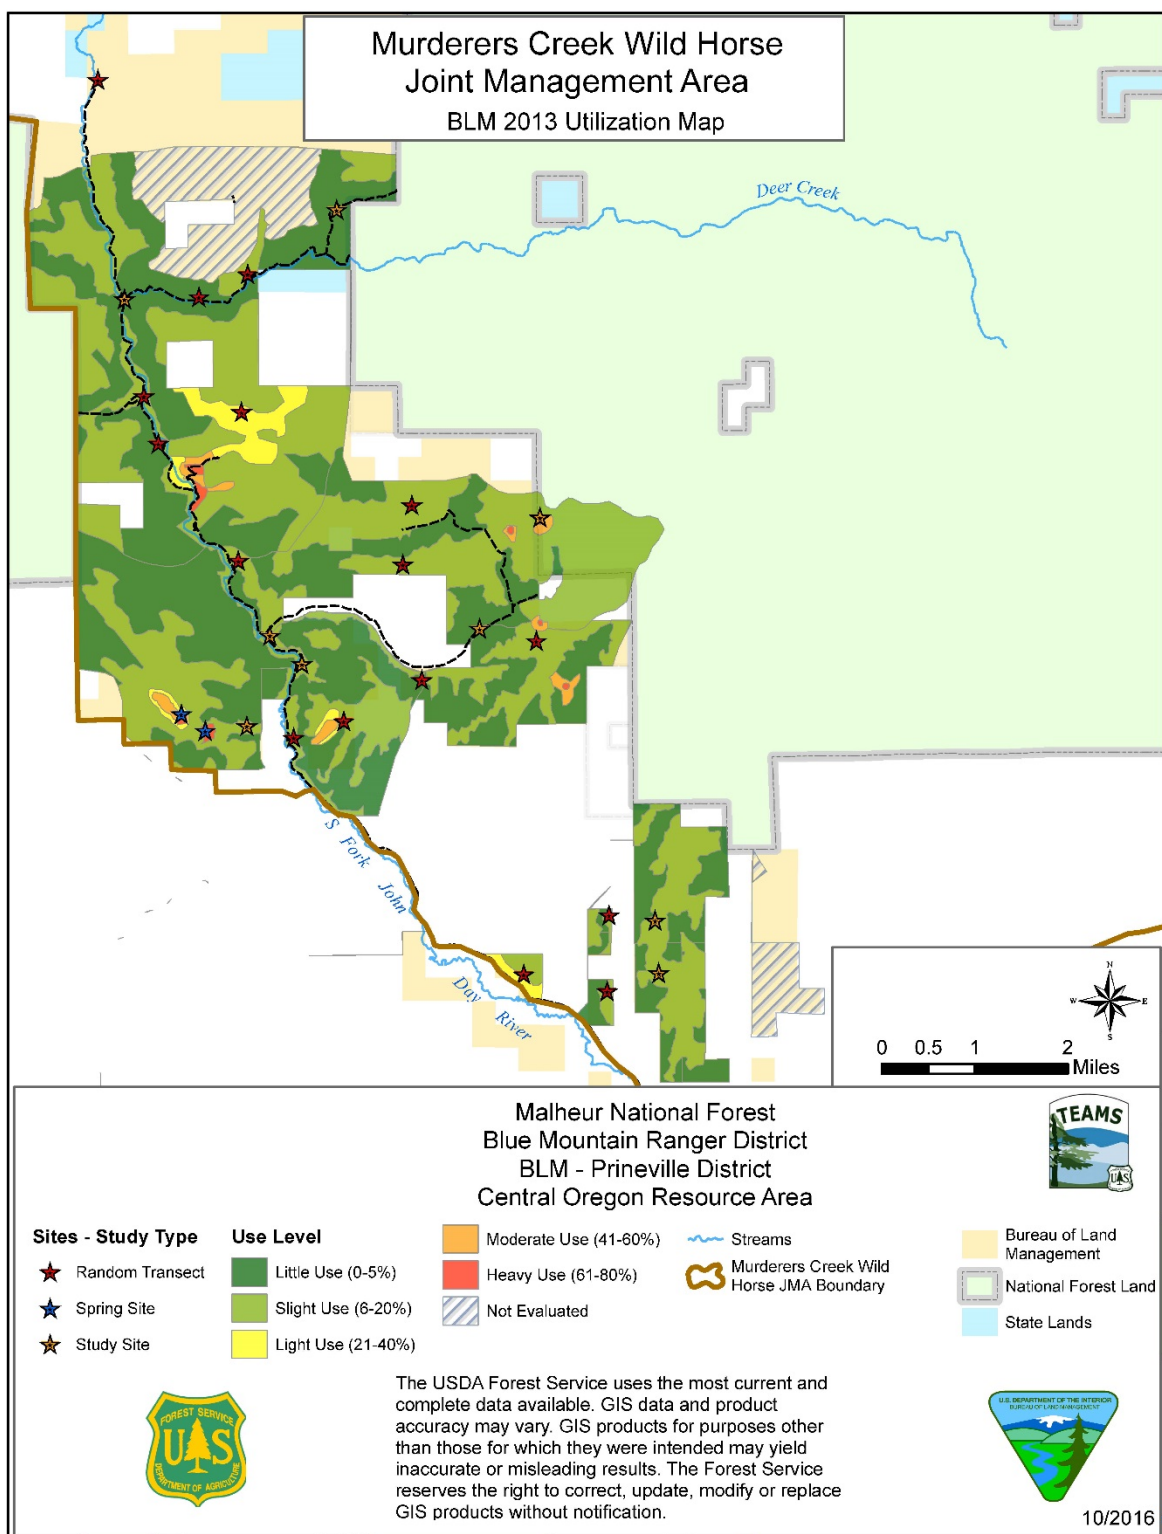 Murderers Creek Wild Horse
Joint Management Area
BLM 2013 Utilization Map
Deer Creek
S Fork John
Day River
N
W E
S
0 0.5 1 2
Miles
Malheur National Forest
Blue Mountain Ranger District
BLM - Prineville District
Central Oregon Resource Area
TEAMS
UAS
Sites - Study Type
Random Transect
Spring Site
Study Site
Use Level
Little Use (0-5%)
Slight Use (6-20%)
Light Use (21-40%)
Moderate Use (41-60%)
Heavy Use (61-80%)
Not Evaluated
Streams
Murderers Creek Wild
Horse JMA Boundary
Bureau of Land
Management
National Forest Land
State Lands
FOREST SERVICE
U S
DEPARTMENT OF AGRICULTURE
The USDA Forest Service uses the most current and
complete data available. GIS data and product
accuracy may vary. GIS products for purposes other
than those for which they were intended may yield
inaccurate or misleading results. The Forest Service
reserves the right to correct, update, modify or replace
GIS products without notification.
U.S. DEPARTMENT OF THE INTERIOR
BUREAU OF LAND MANAGEMENT
10/2016